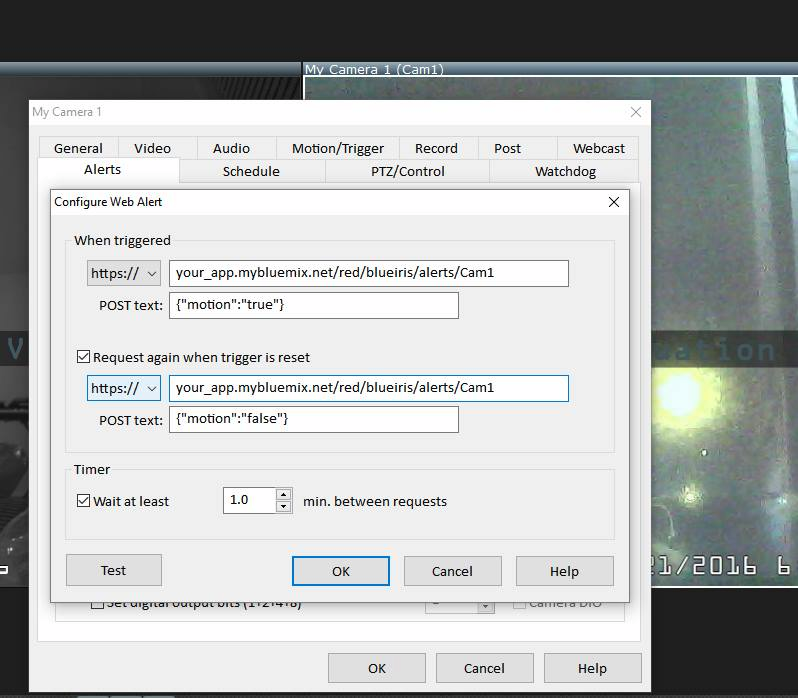 My Camera 1 (Cam1)
My Camera 1
General Video Audio Motion/Trigger Record Post Webcast
Alerts Schedule PTZ/Control Watchdog
Configure Web Alert
When triggered
https:// your_app.mybluemix.net/red/blueiris/alerts/Cam1
POST text: {"motion":"true"}
Request again when trigger is reset
https:// your_app.mybluemix.net/red/blueiris/alerts/Cam1
POST text: {"motion":"false"}
Timer
Wait at least 1.0 min. between requests
Test OK Cancel Help
21/2016 6
Set digital output bits (1+2+4+8) Camera DIO
OK Cancel Help